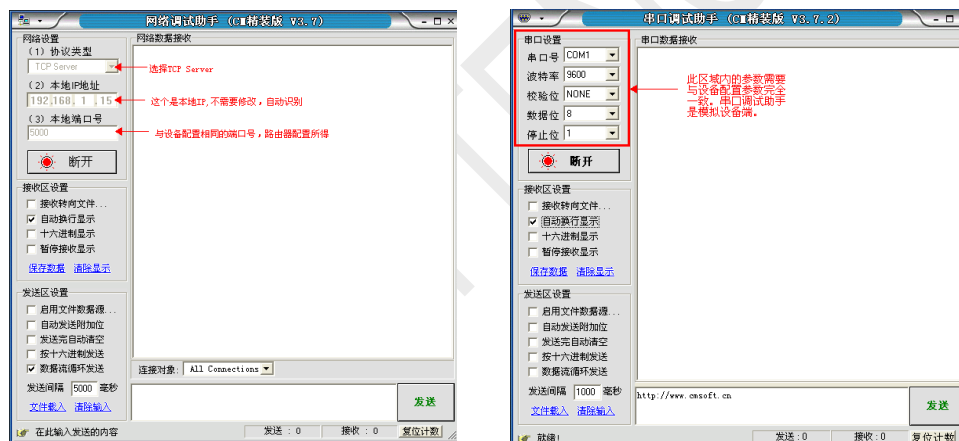 网络调试助手 (CM精装版 V3.7)
网络设置
(1) 协议类型
TCP Server
(2) 本地IP地址
192.168. 1 .15
(3) 本地端口号
5000
断开
接收区设置
接收转向文件...
自动换行显示
十六进制显示
暂停接收显示
保存数据 清除显示
发送区设置
启用文件数据源...
自动发送附加位
发送完自动清空
按十六进制发送
数据流循环发送
发送间隔 5000 毫秒
文件载入 清除输入
网络数据接收
选择TCP Server
这个是本地IP,不需要修改，自动识别
与设备配置相同的端口号，路由器配置所得
连接对象: All Connections
发送
在此输入发送的内容
发送 : 0
接收 : 0
复位计数
串口调试助手 (CM精装版 V3.7.2)
串口设置
串口号 COM1
波特率 9600
校验位 NONE
数据位 8
停止位 1
断开
接收区设置
接收转向文件...
自动换行显示
十六进制显示
暂停接收显示
保存数据 清除显示
发送区设置
启用文件数据源...
自动发送附加位
发送完自动清空
按十六进制发送
数据流循环发送
发送间隔 1000 毫秒
文件载入 清除输入
串口数据接收
此区域内的参数需要
与设备配置参数完全
一致。串口调试助手
是模拟设备端。
http://www.cmsoft.cn
发送
就绪!
发送 : 0
接收 : 0
复位计数